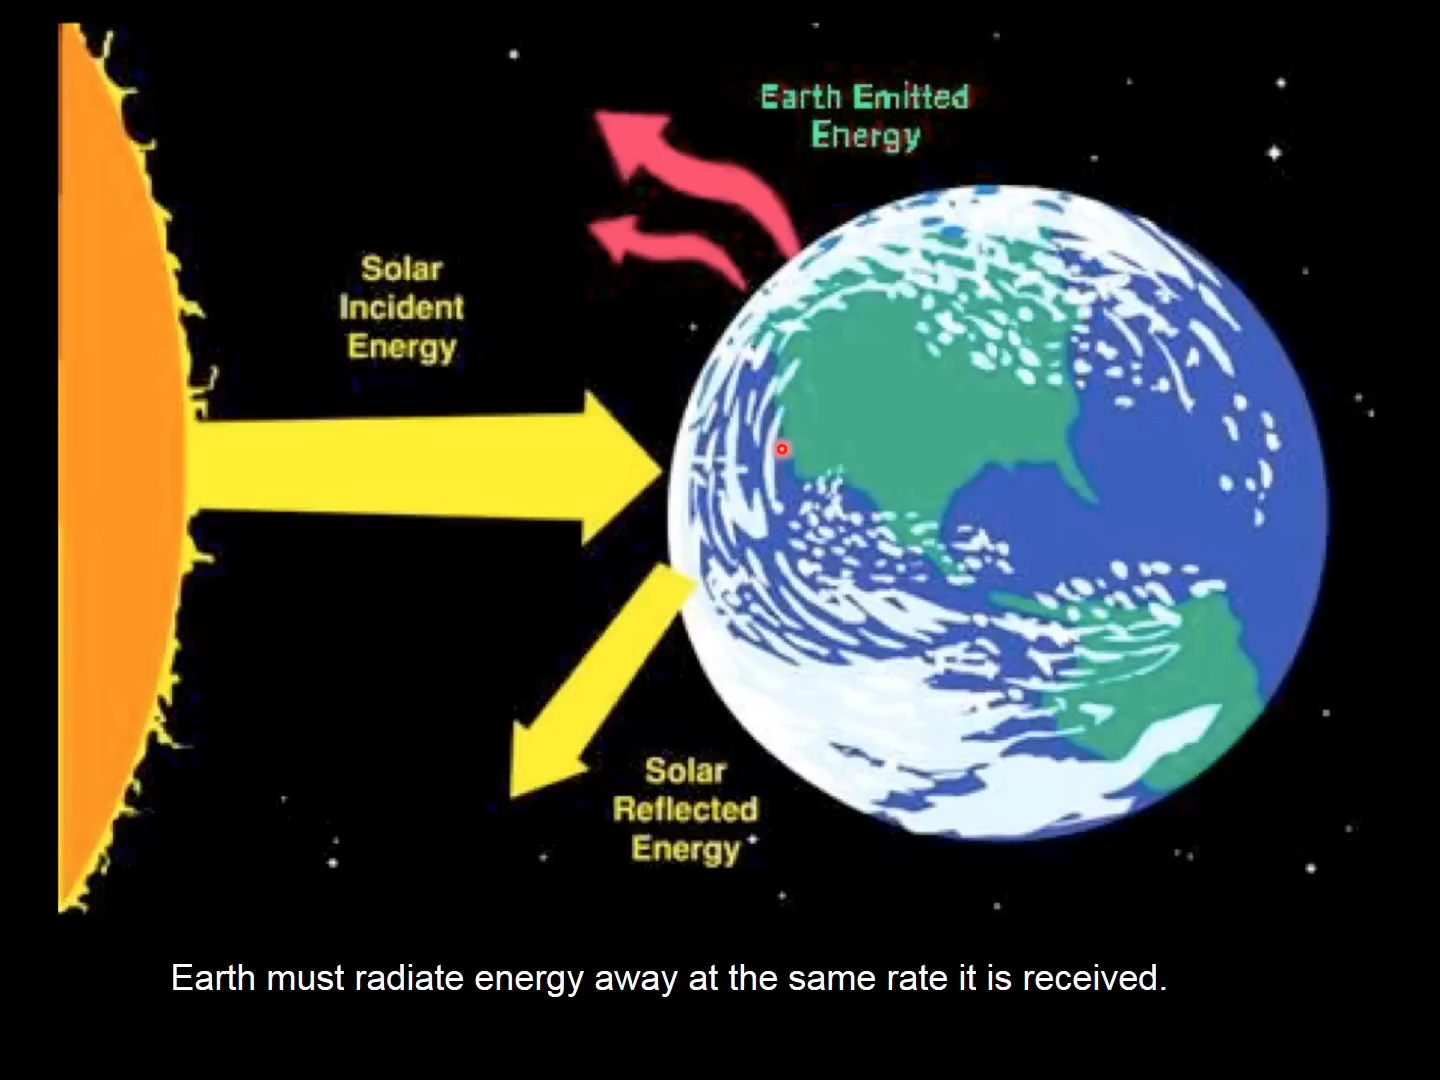 Earth Emitted
Energy
Solar
Incident
Energy
Solar
Reflected
Energy
Earth must radiate energy away at the same rate it is received.